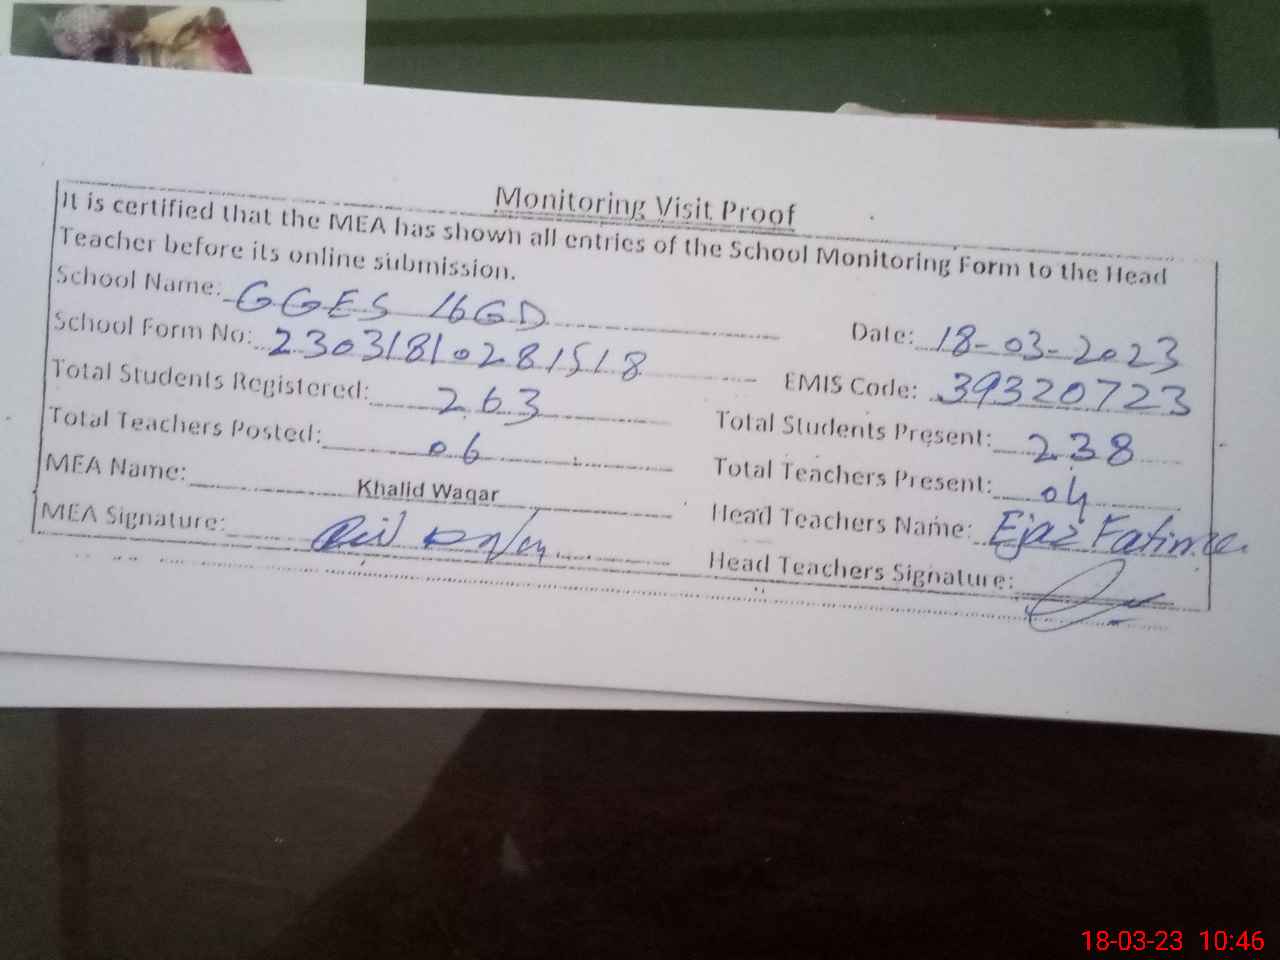 Monitoring Visit Proof
It is certified that the MEA has shown all entries of the School Monitoring Form to the Head
Teacher before its online submission.
School Name: GGES 16GD
Date: 18-03-2023
School Form No: 23031810281518
EMIS Code: 39320723
Total Students Registered: 263
Total Students Present: 238
Total Teachers Posted: 06
Total Teachers Present: 04
MEA Name: Khalid Waqar
Head Teachers Name: Ejaz Fatima
MEA Signature:
Head Teachers Signature:
18-03-23 10:46